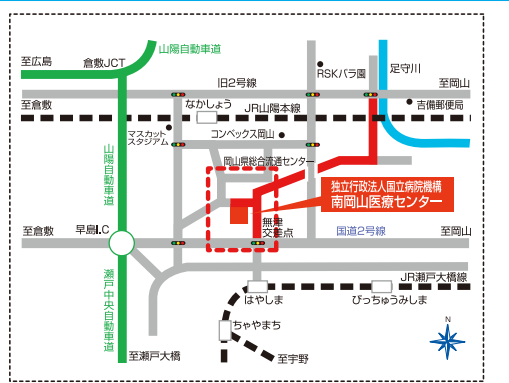 山陽自動車道
至広島
倉敷JCT
足守川
RSKバラ園
旧2号線
至岡山
至倉敷
なかしょう
JR山陽本線
吉備郵便局
マスカット
スタジアム
コンベックス岡山
岡山県総合流通センター
山陽自動車道
独立行政法人国立病院機構
南岡山医療センター
無津
交差点
至倉敷
早島I.C
国道2号線
至岡山
瀬戸中央自動車道
JR瀬戸大橋線
はやしま
びっちゅうみしま
ちゃやまち
N
至瀬戸大橋
至宇野